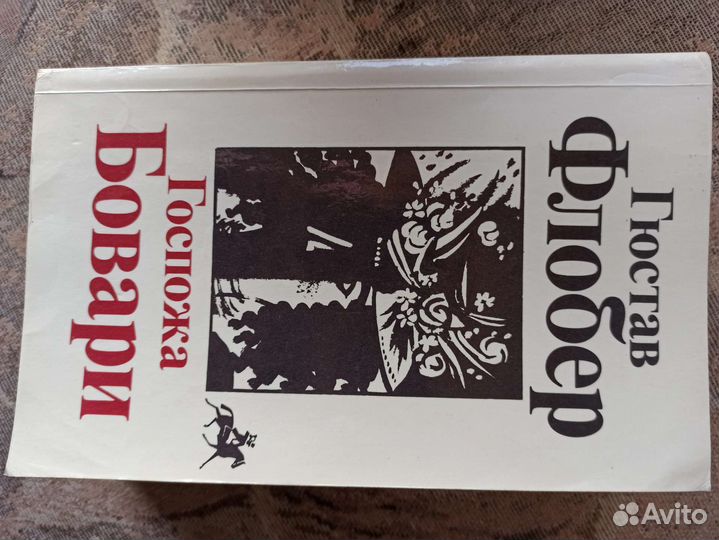 Гюстав
Флобер
Госпожа
Бовари
Avito